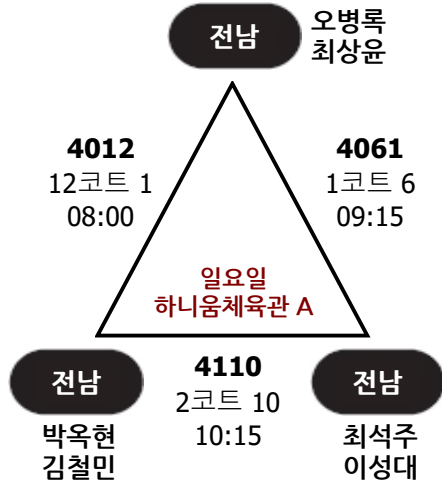 전남
오병록
최상윤
4012
12코트 1
08:00
4061
1코트 6
09:15
일요일
하니움체육관 A
전남
박옥현
김철민
4110
2코트 10
10:15
전남
최석주
이성대